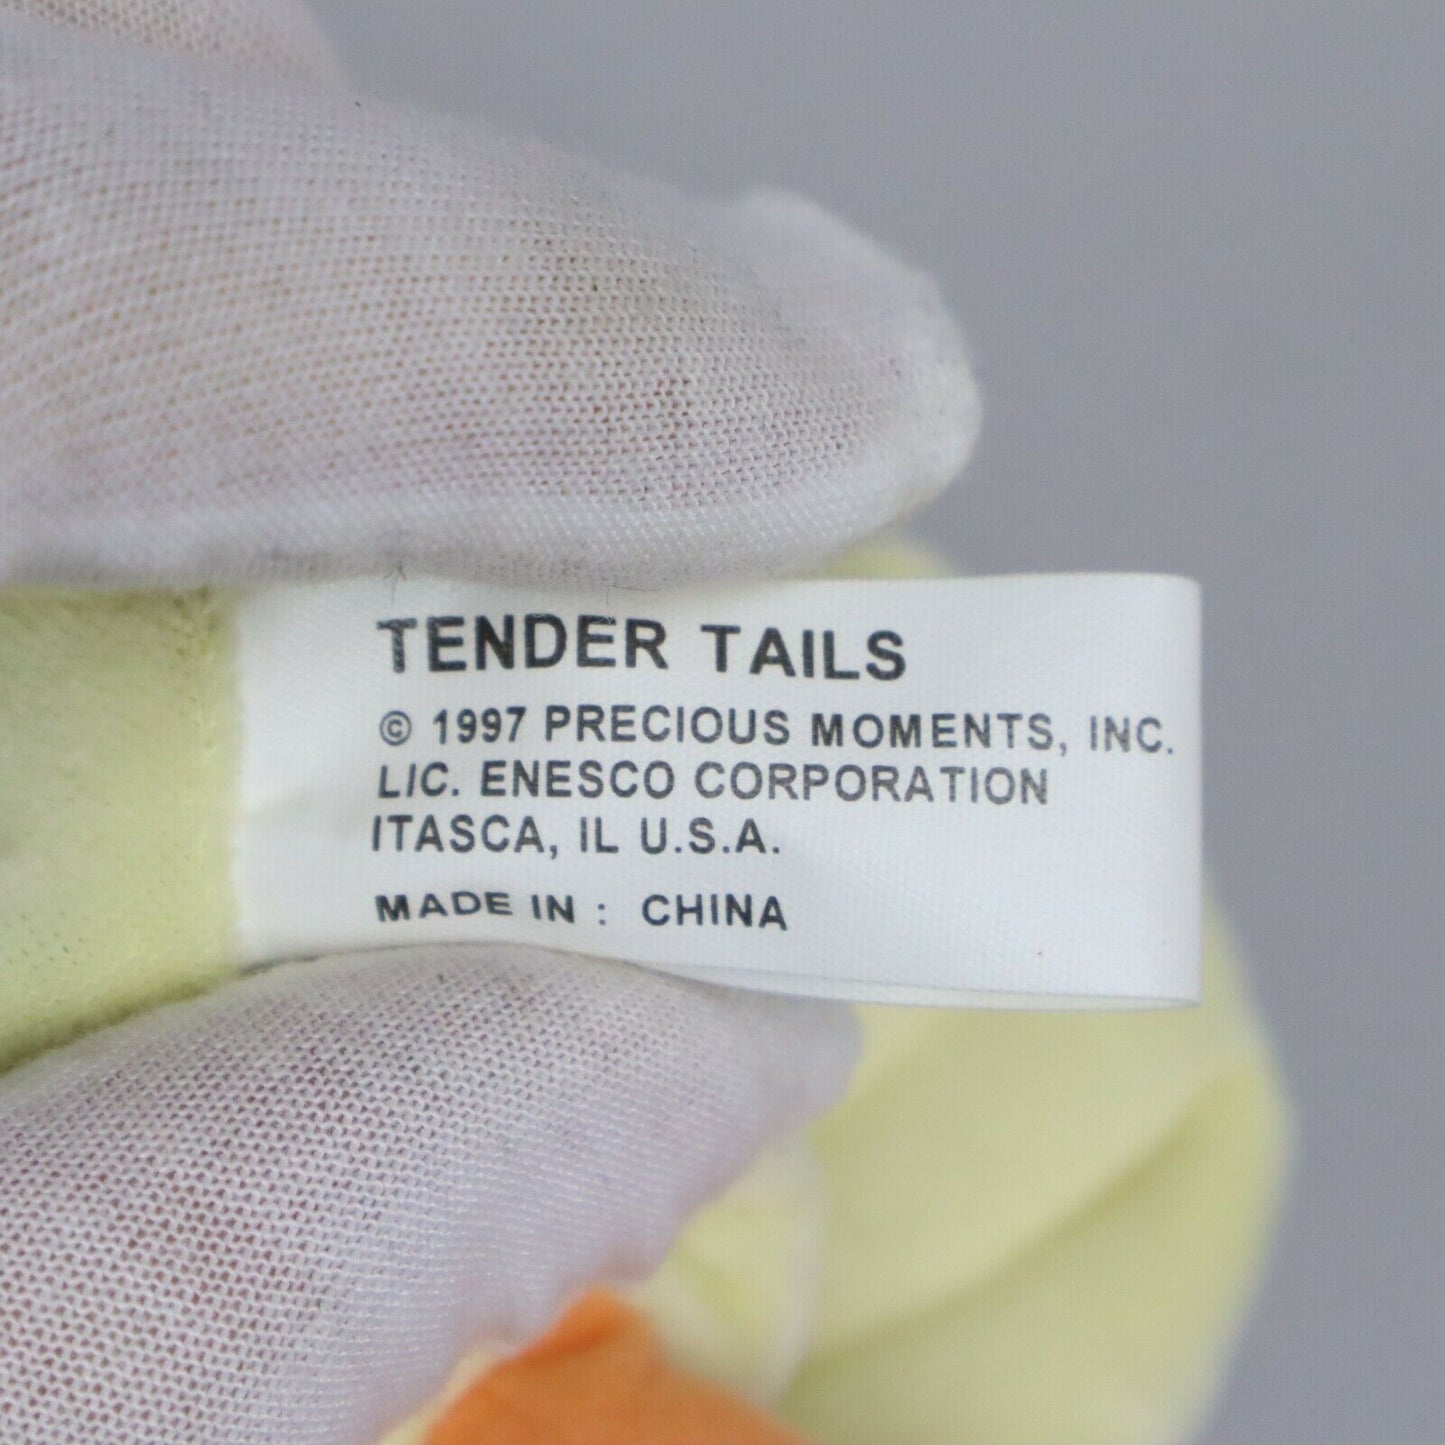 TENDER TAILS
© 1997 PRECIOUS MOMENTS, INC.
LIC. ENESCO CORPORATION
ITASCA, IL U.S.A.
MADE IN : CHINA